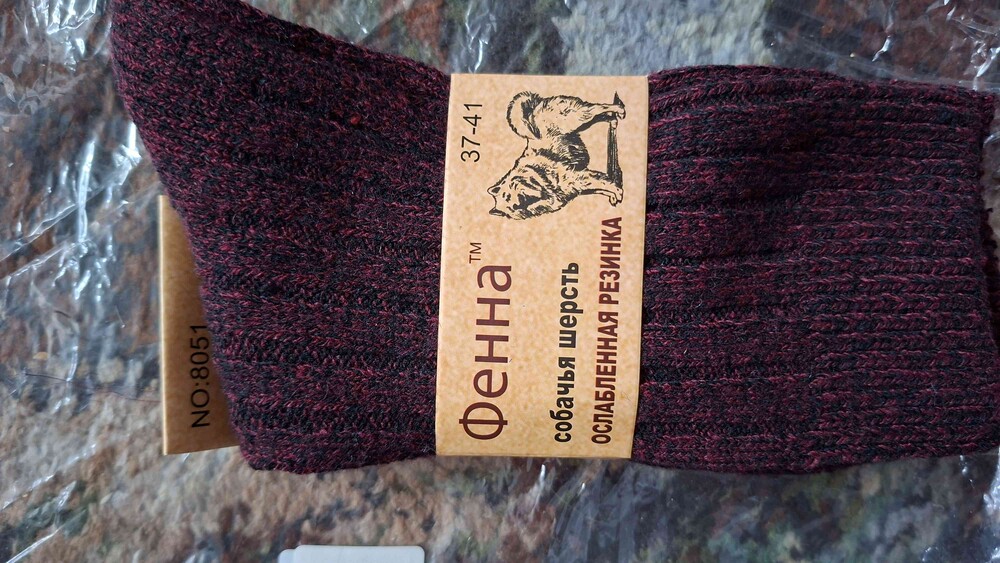 37-41
Фенна™
собачья шерсть
ОСЛАБЛЕННАЯ РЕЗИНКА
NO:8051